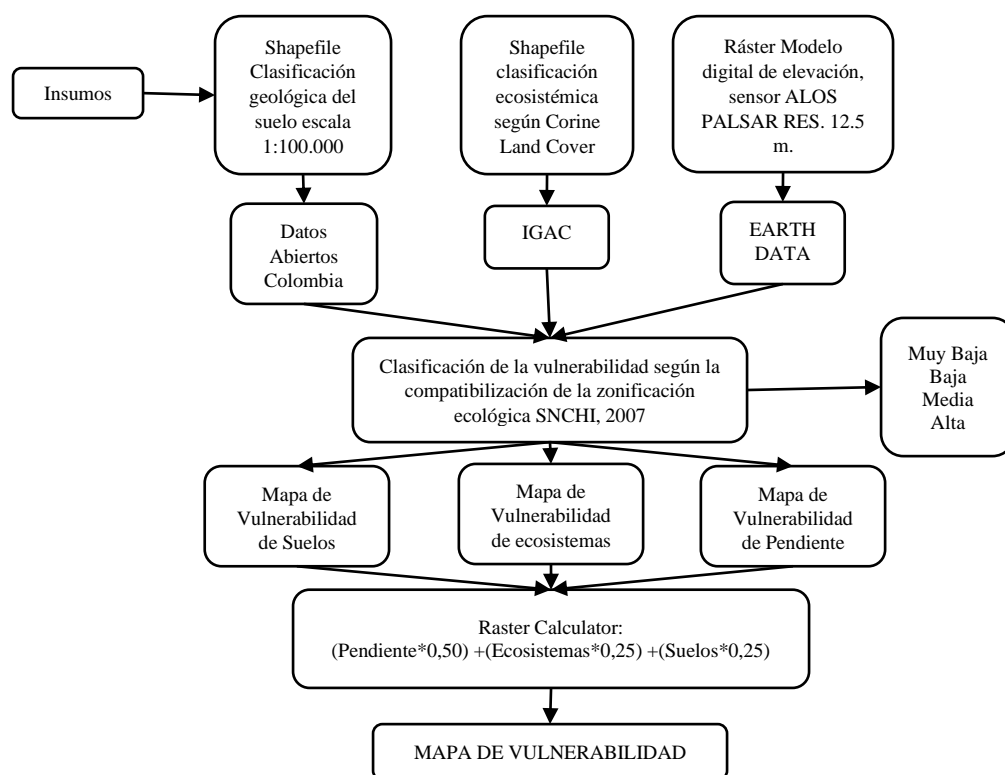 Insumos
Shapefile
Clasificación
geológica del
suelo escala
1:100.000
Shapefile
clasificación
ecosistémica
según Corine
Land Cover
Ráster Modelo
digital de elevación,
sensor ALOS
PALSAR RES. 12.5
m.
Datos
Abiertos
Colombia
IGAC
EARTH
DATA
Clasificación de la vulnerabilidad según la
compatibilización de la zonificación
ecológica SNCHI, 2007
Muy Baja
Baja
Media
Alta
Mapa de
Vulnerabilidad
de Suelos
Mapa de
Vulnerabilidad
de ecosistemas
Mapa de
Vulnerabilidad
de Pendiente
Raster Calculator:
(Pendiente*0,50) +(Ecosistemas*0,25) +(Suelos*0,25)
MAPA DE VULNERABILIDAD